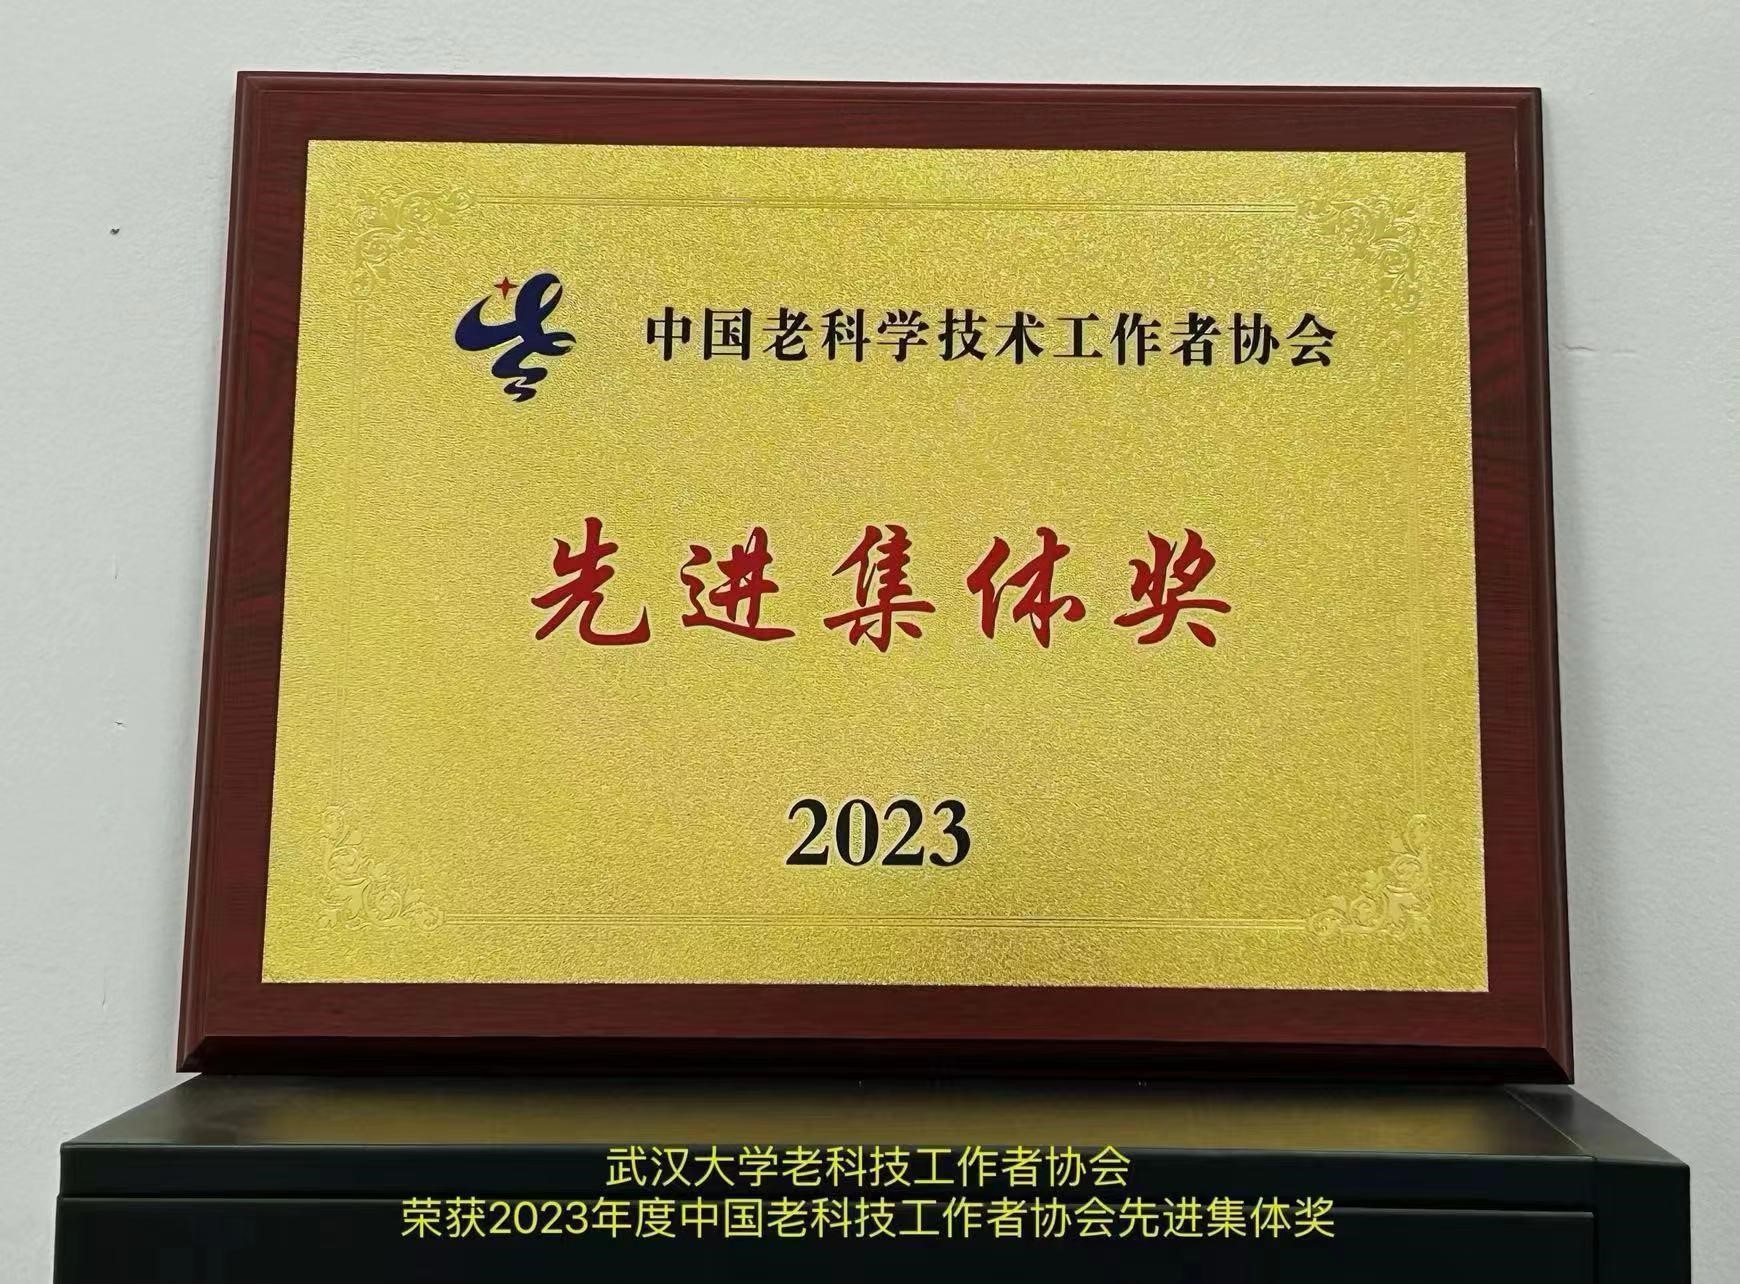 中国老科学技术工作者协会
先进集体奖
2023
武汉大学老科技工作者协会
荣获2023年度中国老科技工作者协会先进集体奖